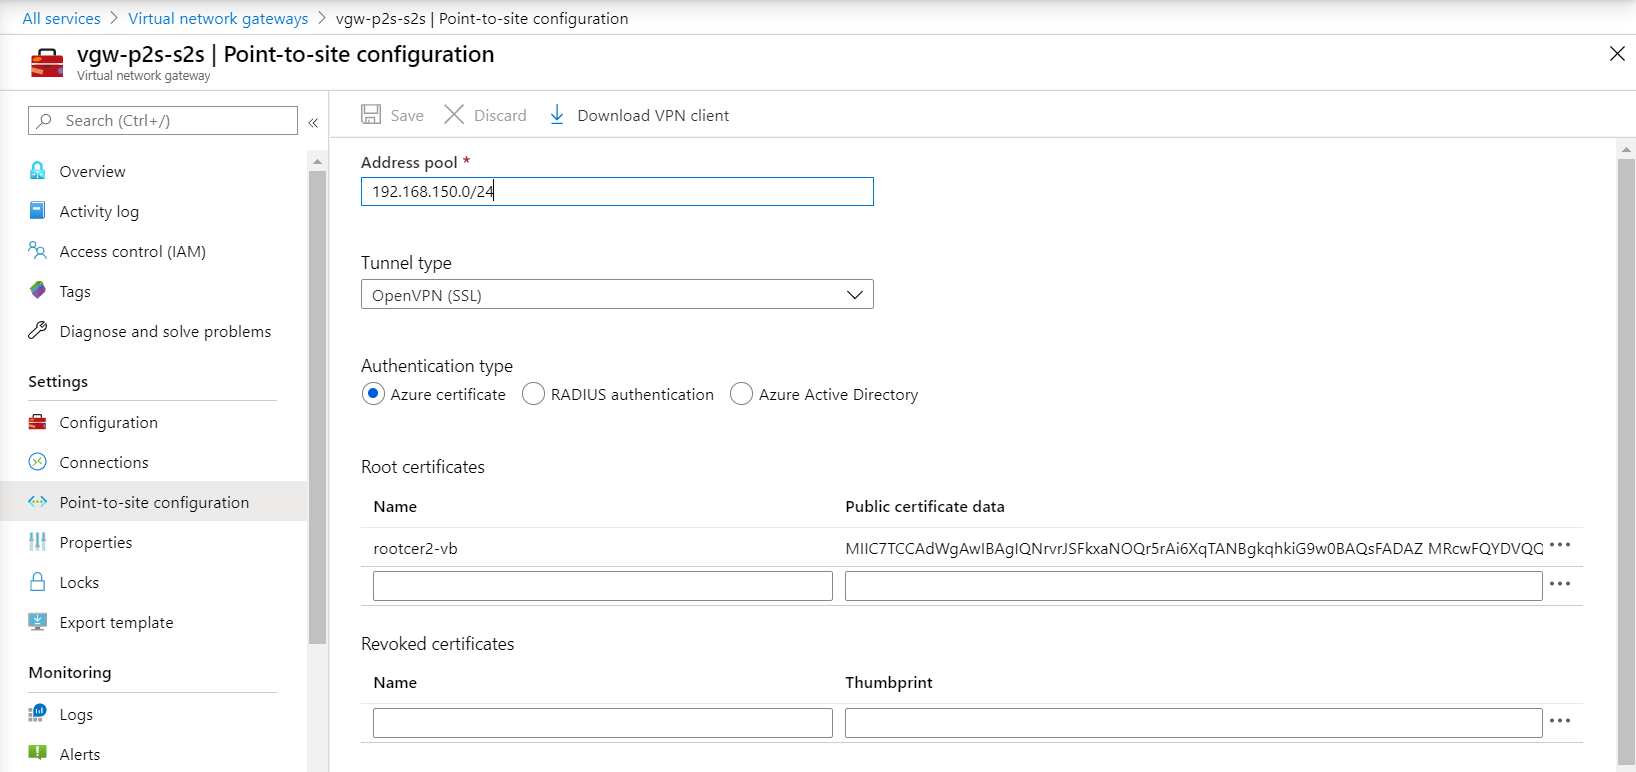 All services > Virtual network gateways > vgw-p2s-s2s | Point-to-site configuration
vgw-p2s-s2s | Point-to-site configuration
Virtual network gateway
Search (Ctrl+/)
Overview
Activity log
Access control (IAM)
Tags
Diagnose and solve problems
Settings
Configuration
Connections
Point-to-site configuration
Properties
Locks
Export template
Monitoring
Logs
Alerts
Save Discard Download VPN client
Address pool *
192.168.150.0/24
Tunnel type
OpenVPN (SSL)
Authentication type
Azure certificate RADIUS authentication Azure Active Directory
Root certificates
Name Public certificate data
rootcer2-vb MIIC7TCCAdWgAwIBAgIQNrvrJSFkxaNOQr5rAi6XqTANBgkqhkiG9w0BAQsFADAZ MRcwFQYDVQQ
Revoked certificates
Name Thumbprint